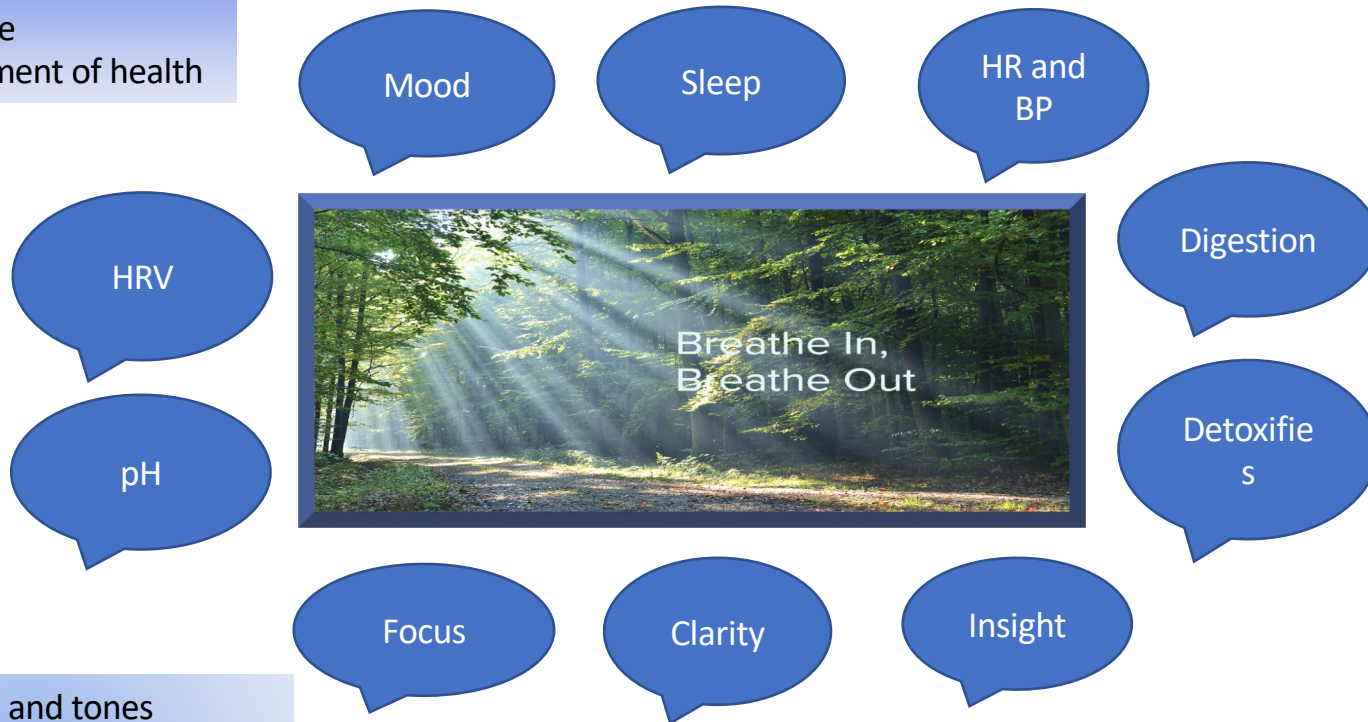 ment of health
Mood
Sleep
HR and
BP
HRV
Digestion
Breathe In,
Breathe Out
pH
Detoxifie
s
Focus
Clarity
Insight
and tones